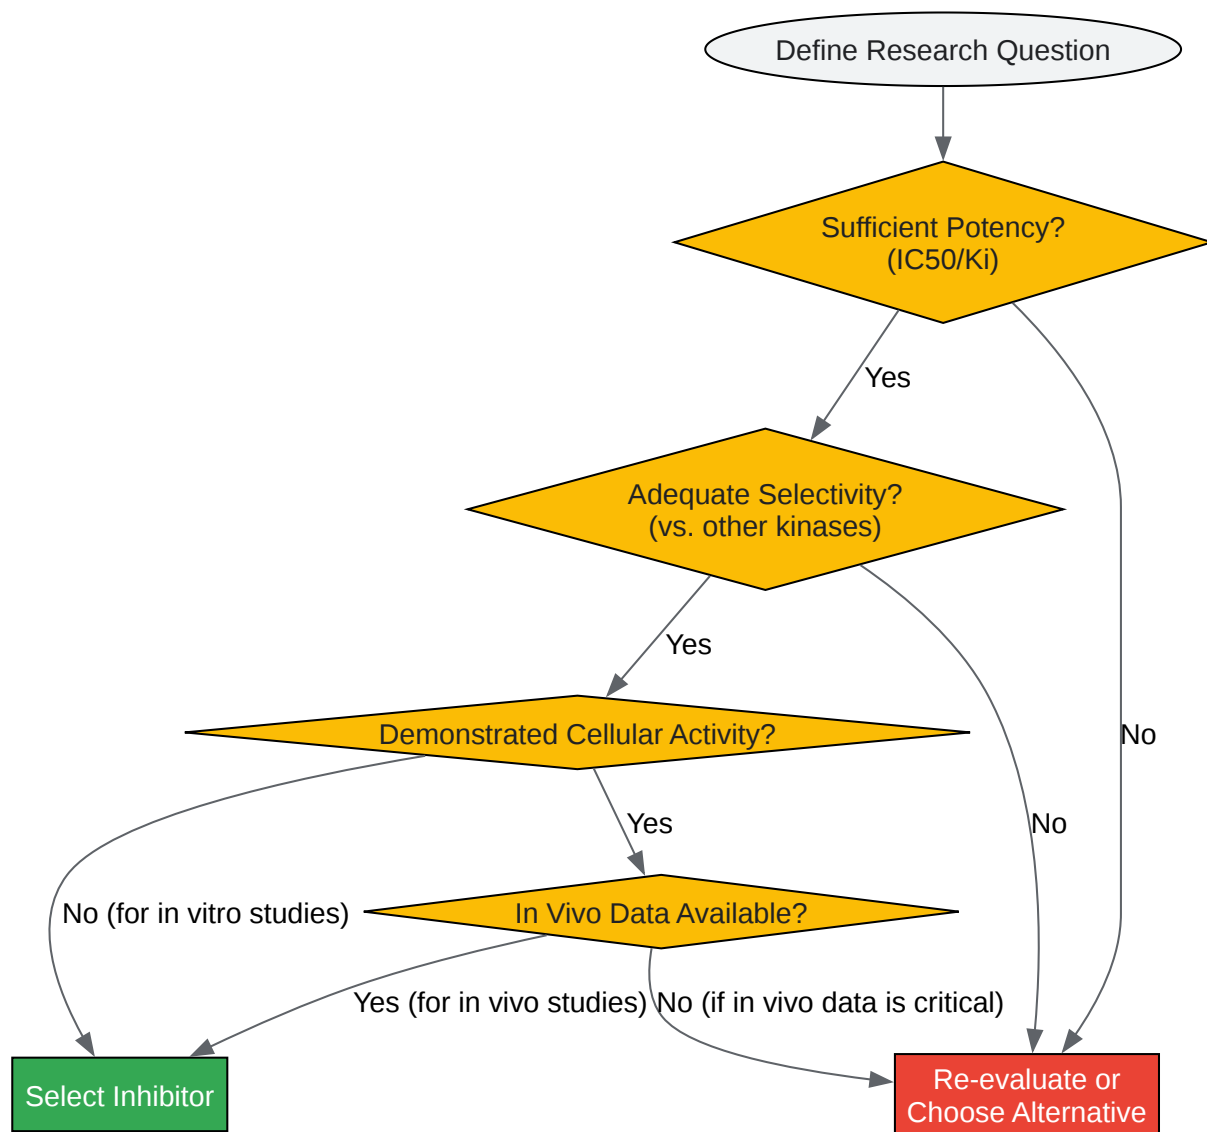 Define Research Question
Sufficient Potency?
(IC50/Ki)
Yes
Adequate Selectivity?
(vs. other kinases)
Yes
Demonstrated Cellular Activity?
No
Yes
No
No (for in vitro studies)
In Vivo Data Available?
Yes (for in vivo studies)
No (if in vivo data is critical)
Select Inhibitor
Re-evaluate or
Choose Alternative